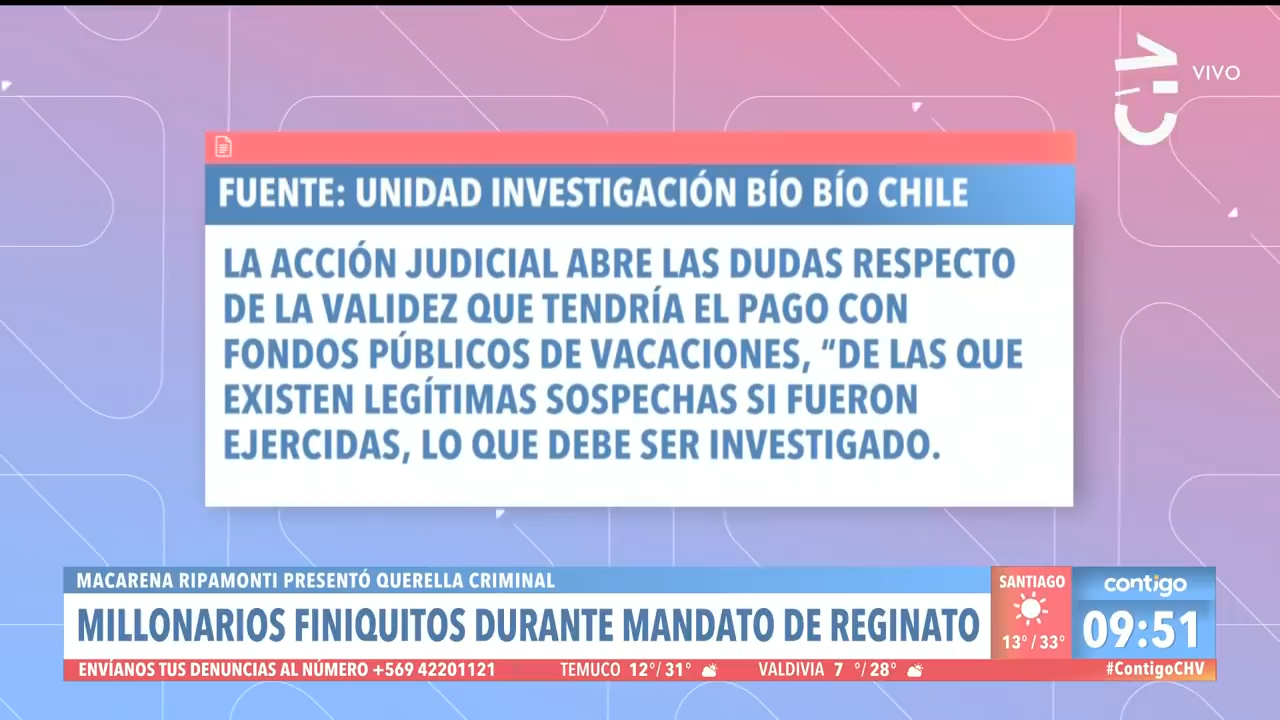 VIVO
FUENTE: UNIDAD INVESTIGACIÓN BÍO BÍO CHILE
LA ACCIÓN JUDICIAL ABRE LAS DUDAS RESPECTO
DE LA VALIDEZ QUE TENDRÍA EL PAGO CON
FONDOS PÚBLICOS DE VACACIONES, “DE LAS QUE
EXISTEN LEGÍTIMAS SOSPECHAS SI FUERON
EJERCIDAS, LO QUE DEBE SER INVESTIGADO.
MACARENA RIPAMONTI PRESENTÓ QUERELLA CRIMINAL
MILLONARIOS FINIQUITOS DURANTE MANDATO DE REGINATO
SANTIAGO
13°/33°
contigo
09:51
ENVÍANOS TUS DENUNCIAS AL NÚMERO +569 42201121 TEMUCO 12°/31° VALDIVIA 7 °/28° #ContigoCHV